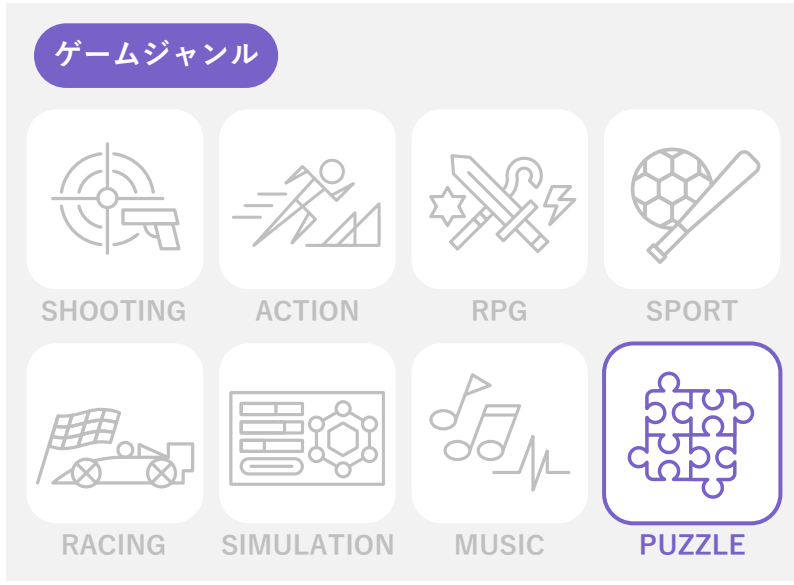 ゲームジャンル
SHOOTING
ACTION
RPG
SPORT
RACING
SIMULATION
MUSIC
PUZZLE